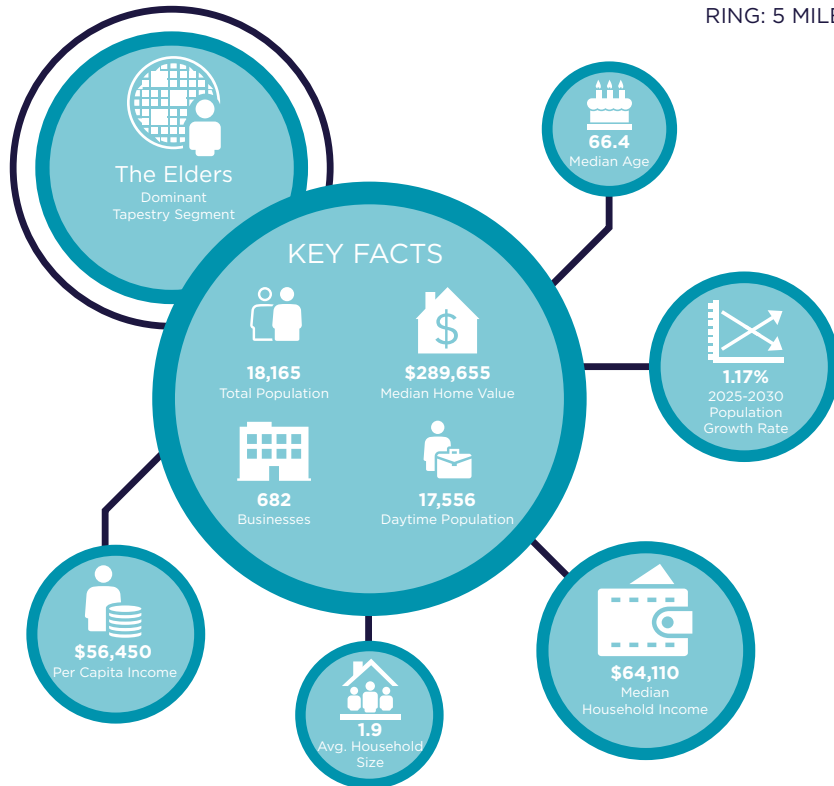 RING: 5 MILE
The Elders
Dominant
Tapestry Segment
66.4
Median Age
KEY FACTS
18,165
Total Population
$289,655
Median Home Value
682
Businesses
17,556
Daytime Population
1.17%
2025-2030
Population
Growth Rate
$56,450
Per Capita Income
1.9
Avg. Household
Size
$64,110
Median
Household Income